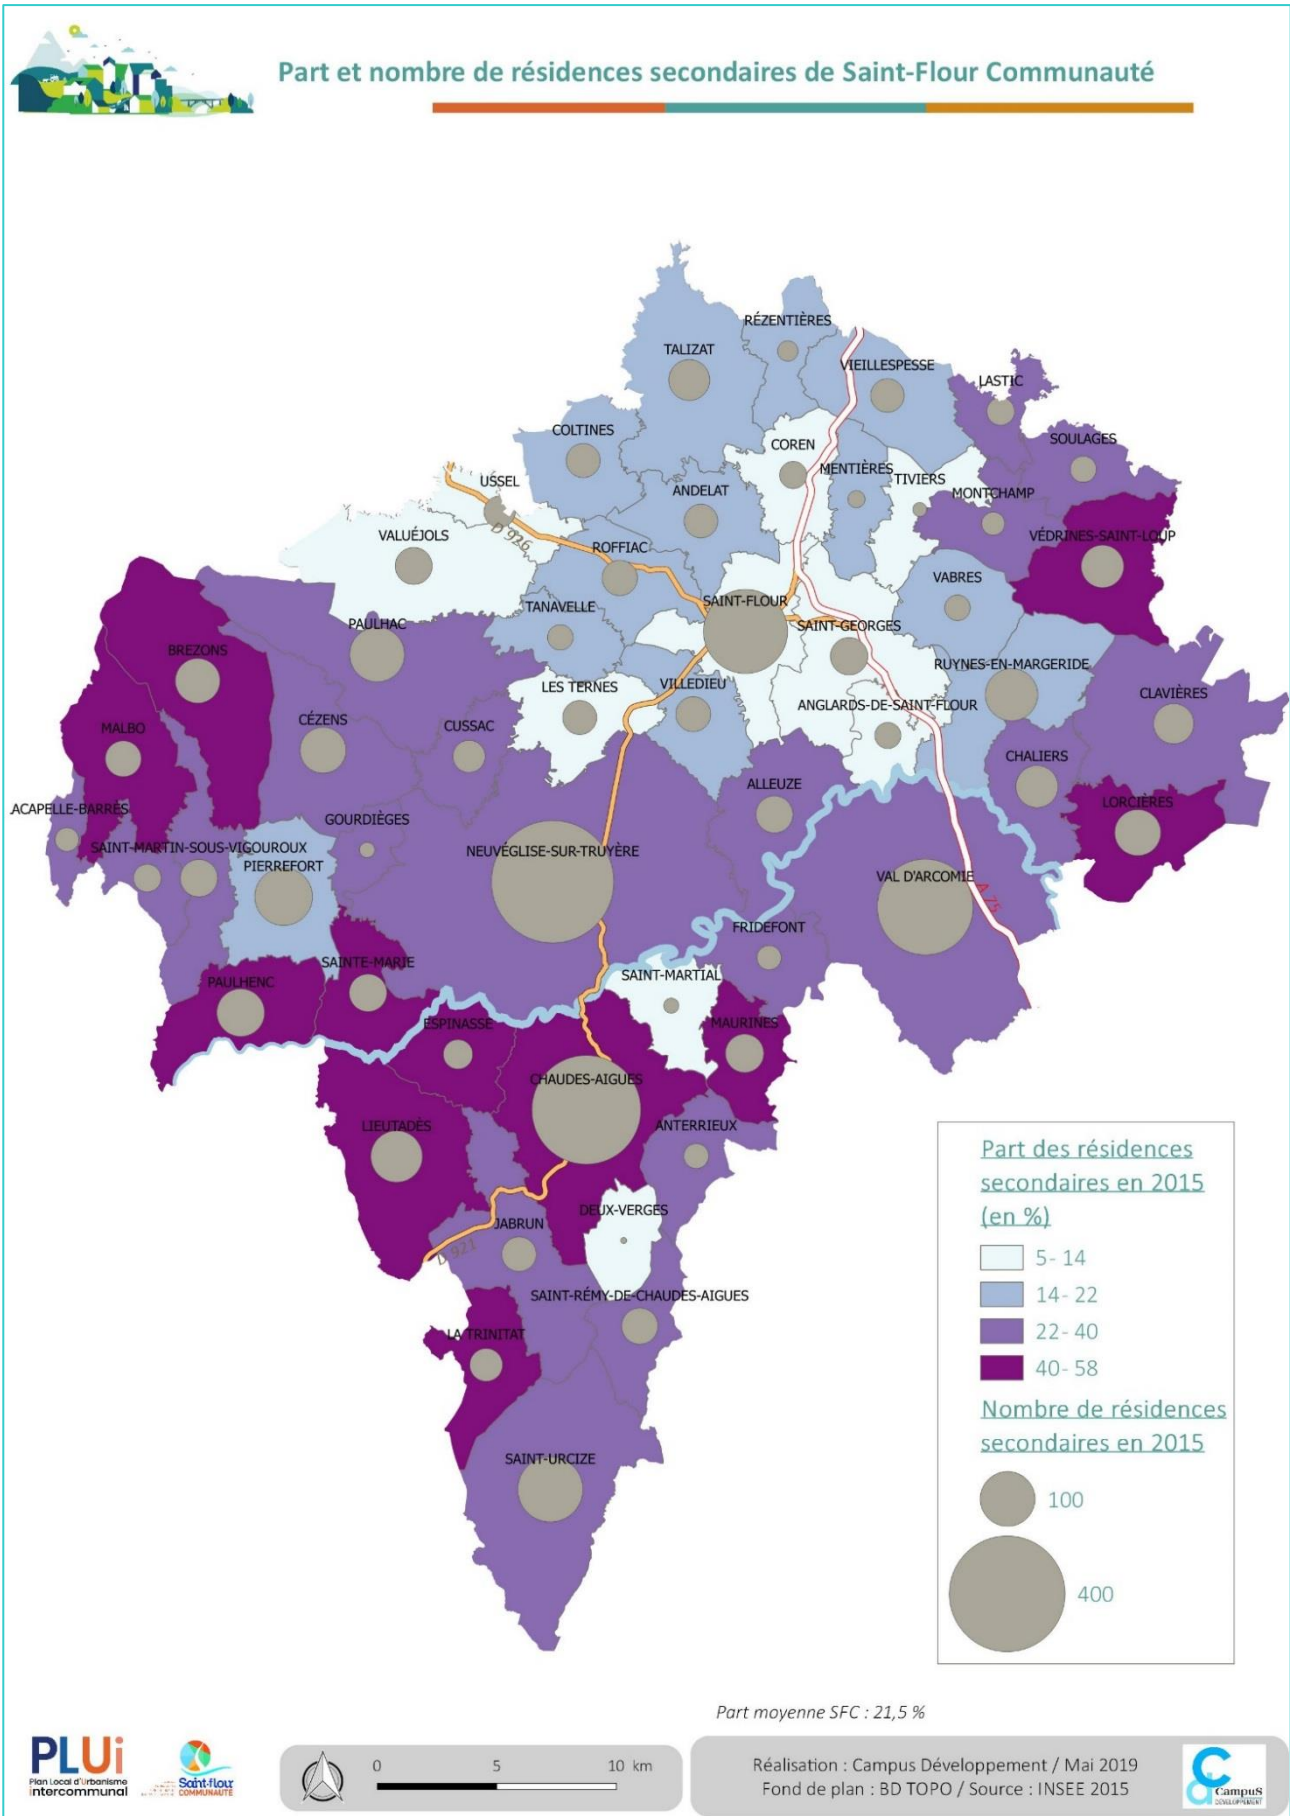 Part et nombre de résidences secondaires de Saint-Flour Communauté
RÉZENTIÈRES
TALIZAT
VIEILLESPESSE
LASTIC
COLTINES
COREN
SOULAGES
MENTIÈRES
USSEL
TIVIERS
ANDELAT
MONTCHAMP
D 926
VALUÉJOLS
VÉDRINES-SAINT-LOUP
ROFFIAC
VABRES
SAINT-FLOUR
TANAVELLE
PAULHAC
SAINT-GEORGES
BREZONS
RUYNES-EN-MARGERIDE
LES TERNES
VILLEDIEU
CLAVIÈRES
ANGLARDS-DE-SAINT-FLOUR
CÉZENS
MALBO
CUSSAC
CHALIERS
ALLEUZE
LORCIÈRES
ACAPELLE-BARRÈS
GOURDIÈGES
SAINT-MARTIN-SOUS-VIGOUROUX
NEUVÉGLISE-SUR-TRUYÈRE
PIERREFORT
VAL D'ARCOMIE
A 75
FRIDEFONT
SAINTE-MARIE
SAINT-MARTIAL
PAULHENC
ESPINASSE
MAURINES
CHAUDES-AIGUES
LIEUTADÈS
ANTERRIEUX
DEUX-VERGES
JABRUN
D 921
SAINT-RÉMY-DE-CHAUDES-AIGUES
LA TRINITAT
SAINT-URCIZE
Part des résidences
secondaires en 2015
(en %)
5- 14
14- 22
22- 40
40- 58
Nombre de résidences
secondaires en 2015
100
400
Part moyenne SFC : 21,5 %
PLUi
Plan Local d'Urbanisme
intercommunal
Saint-flour
COMMUNAUTÉ
0 5 10 km
Réalisation : Campus Développement / Mai 2019
Fond de plan : BD TOPO / Source : INSEE 2015
Campus
DÉVELOPPEMENT